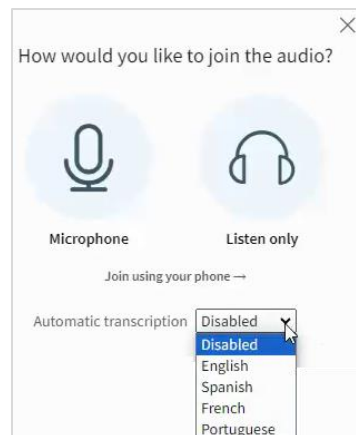 How would you like to join the audio?
Microphone Listen only
Join using your phone →
Automatic transcription Disabled
Disabled
English
Spanish
French
Portuguese